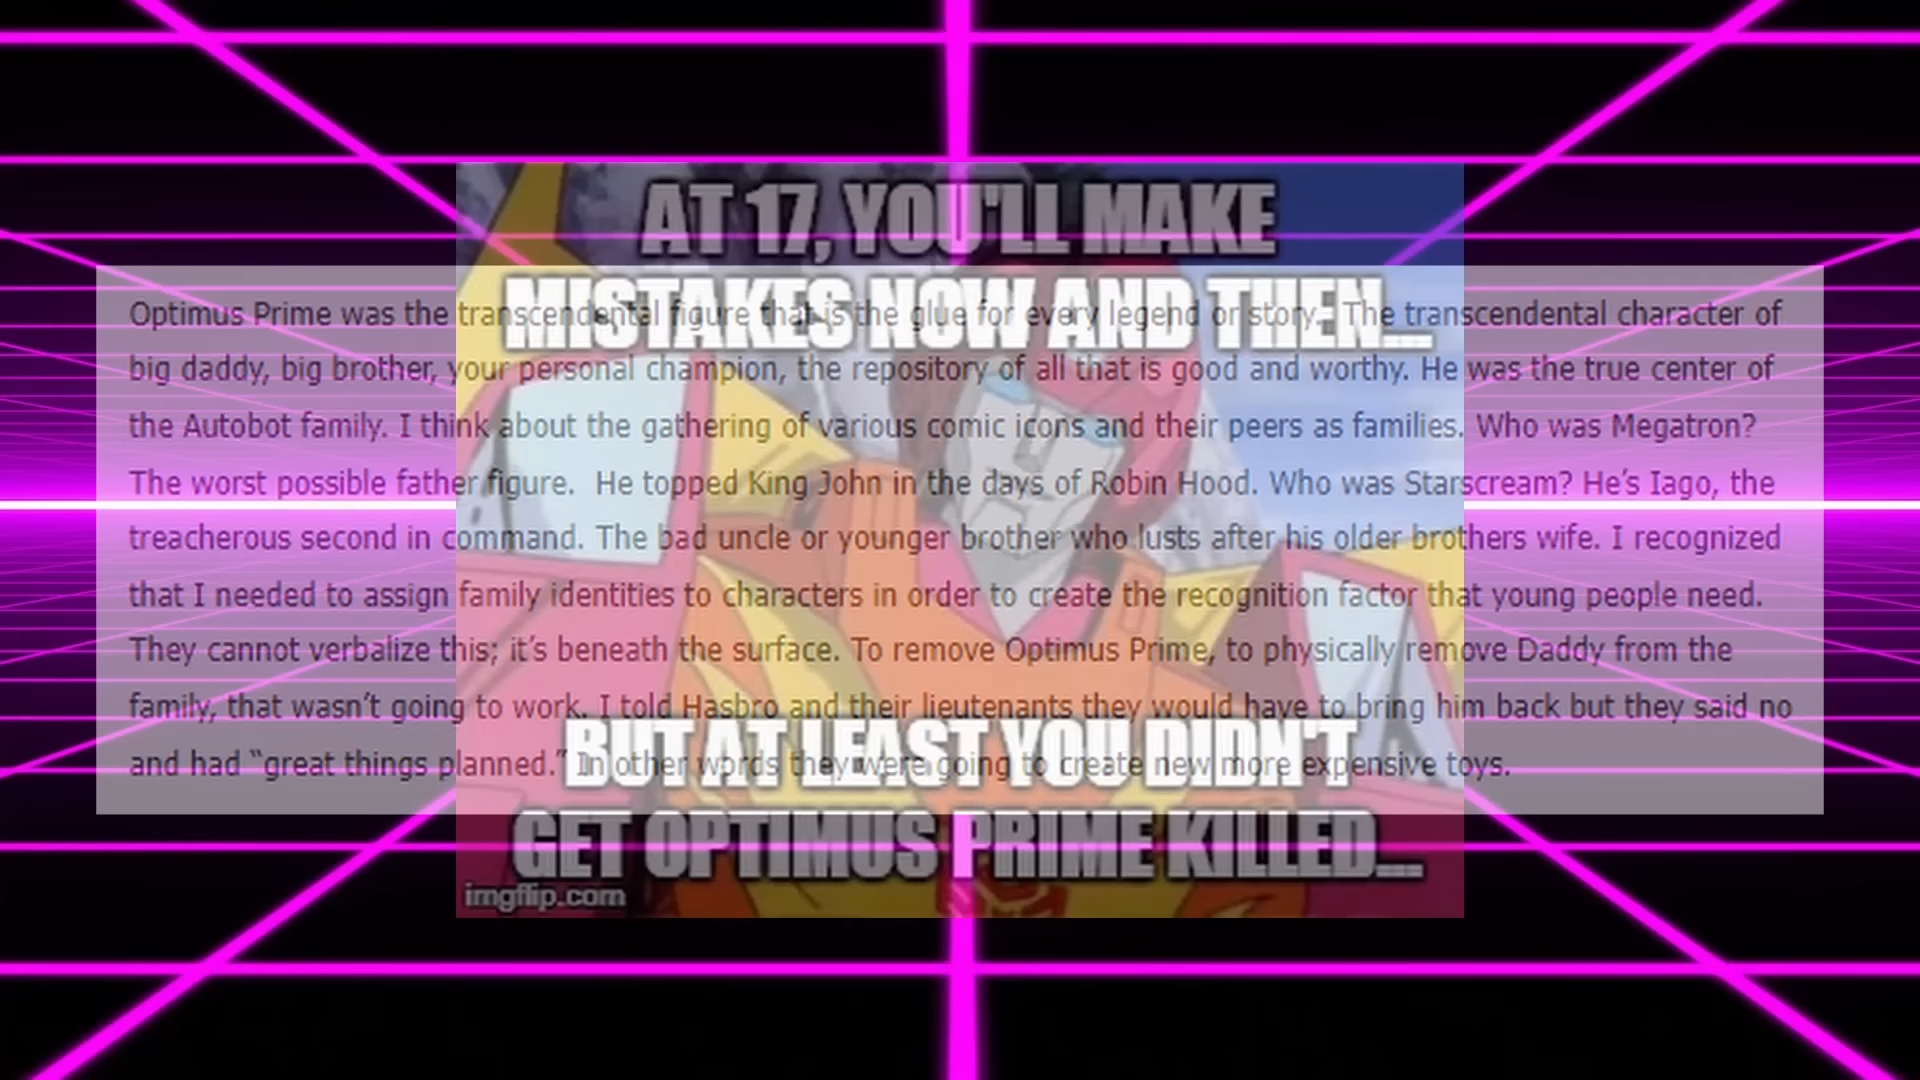 AT 17, YOU'LL MAKE
MISTAKES NOW AND THEN...
Optimus Prime was the transcendental figure that is the glue for every legend or story. The transcendental character of
big daddy, big brother, your personal champion, the repository of all that is good and worthy. He was the true center of
the Autobot family. I think about the gathering of various comic icons and their peers as families. Who was Megatron?
The worst possible father figure. He topped King John in the days of Robin Hood. Who was Starscream? He’s Iago, the
treacherous second in command. The bad uncle or younger brother who lusts after his older brothers wife. I recognized
that I needed to assign family identities to characters in order to create the recognition factor that young people need.
They cannot verbalize this; it’s beneath the surface. To remove Optimus Prime, to physically remove Daddy from the
family, that wasn’t going to work. I told Hasbro and their lieutenants they would have to bring him back but they said no
and had “great things planned.” In other words they were going to create new more expensive toys.
BUT AT LEAST YOU DIDN'T
GET OPTIMUS PRIME KILLED...
imgflip.com